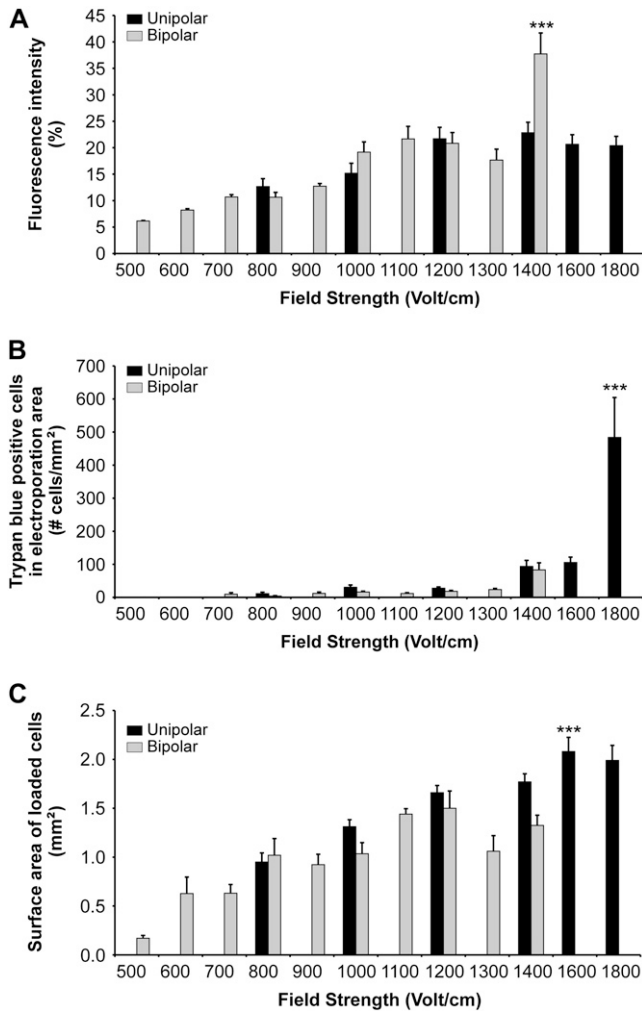 A
Unipolar
Bipolar
***
Fluorescence intensity
(%)
45
40
35
30
25
20
15
10
5
0
500 600 700 800 900 1000 1100 1200 1300 1400 1600 1800
Field Strength (Volt/cm)
B
Unipolar
Bipolar
***
Trypan blue positive cells
in electroporation area
(# cells/mm²)
700
600
500
400
300
200
100
0
500 600 700 800 900 1000 1100 1200 1300 1400 1600 1800
Field Strength (Volt/cm)
C
Unipolar
Bipolar
***
Surface area of loaded cells
(mm²)
2.5
2.0
1.5
1.0
0.5
0.0
500 600 700 800 900 1000 1100 1200 1300 1400 1600 1800
Field Strength (Volt/cm)